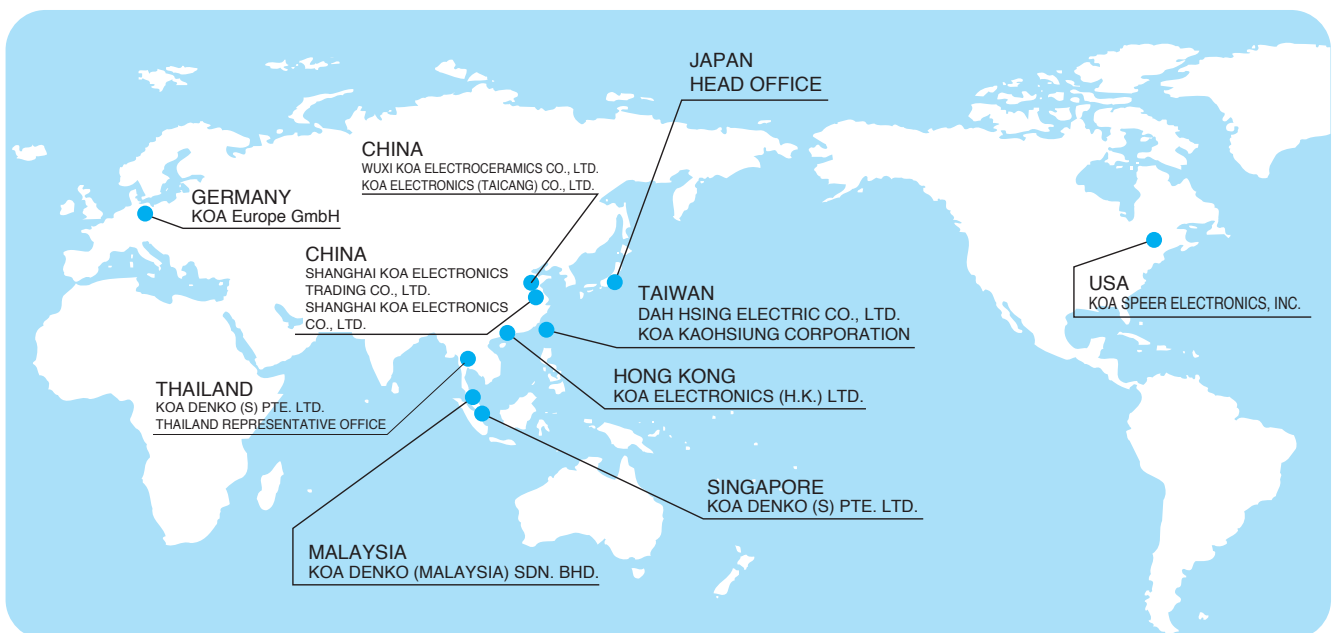 JAPAN
HEAD OFFICE
CHINA
WUXI KOA ELECTROCERAMICS CO., LTD.
KOA ELECTRONICS (TAICANG) CO., LTD.
GERMANY
KOA Europe GmbH
CHINA
SHANGHAI KOA ELECTRONICS
TRADING CO., LTD.
SHANGHAI KOA ELECTRONICS
CO., LTD.
TAIWAN
DAH HSING ELECTRIC CO., LTD.
KOA KAOHSIUNG CORPORATION
USA
KOA SPEER ELECTRONICS, INC.
HONG KONG
KOA ELECTRONICS (H.K.) LTD.
THAILAND
KOA DENKO (S) PTE. LTD.
THAILAND REPRESENTATIVE OFFICE
SINGAPORE
KOA DENKO (S) PTE. LTD.
MALAYSIA
KOA DENKO (MALAYSIA) SDN. BHD.